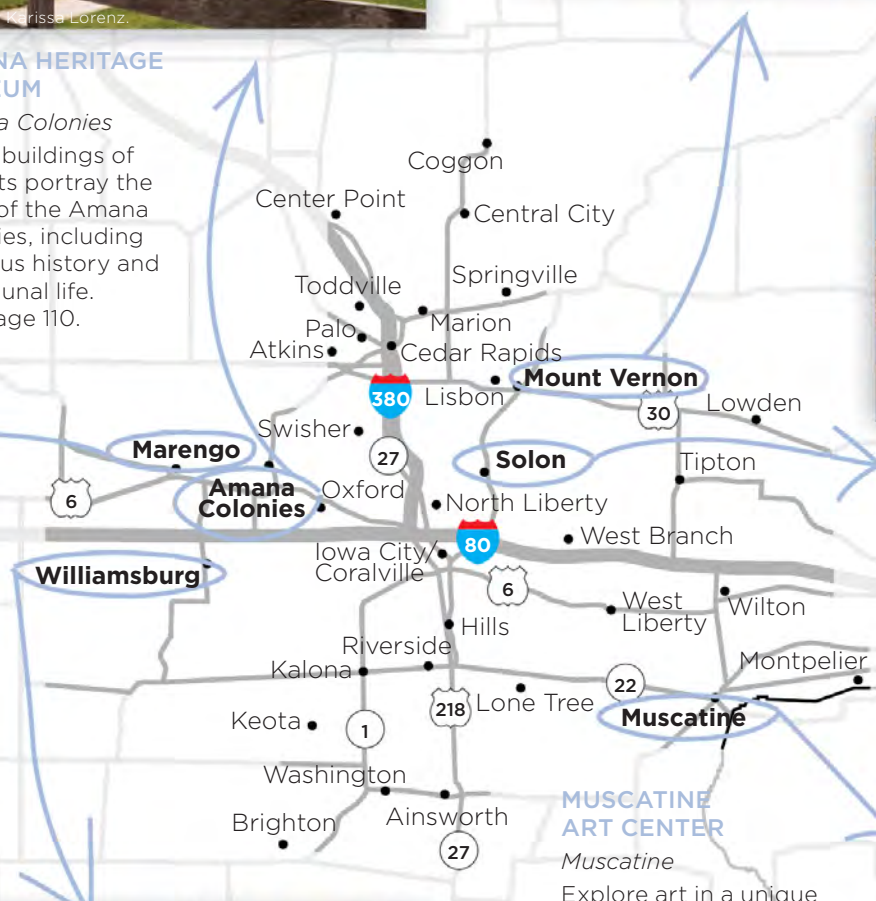 Karissa Lorenz.
NA HERITAGE
EUM
a Colonies
buildings of
ts portray the
of the Amana
ies, including
us history and
unal life.
age 110.
Coggon
Center Point
Central City
Springville
Toddville
Marion
Palo
Atkins
Cedar Rapids
380
Lisbon
Mount Vernon
30
Lowden
Swisher
27
Marengo
Solon
Tipton
6
Amana
Colonies
Oxford
North Liberty
80
West Branch
Iowa City/
Coralville
Williamsburg
6
West
Liberty
Wilton
Hills
Riverside
Kalona
Montpelier
22
218
Lone Tree
Muscatine
Keota
1
Washington
Ainsworth
Brighton
27
MUSCATINE
ART CENTER
Muscatine
Explore art in a unique